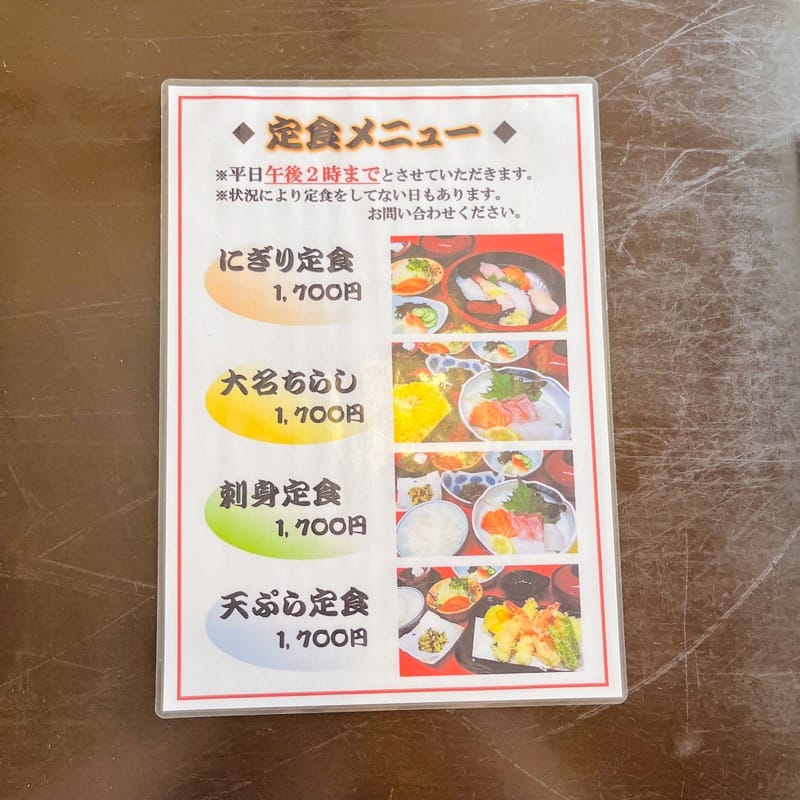 ◆ 定食メニュー ◆
※平日午後２時までとさせていただきます。
※状況により定食をしてない日もあります。
お問い合わせください。
にぎり定食
1,700円
大名ちらし
1,700円
刺身定食
1,700円
天ぷら定食
1,700円